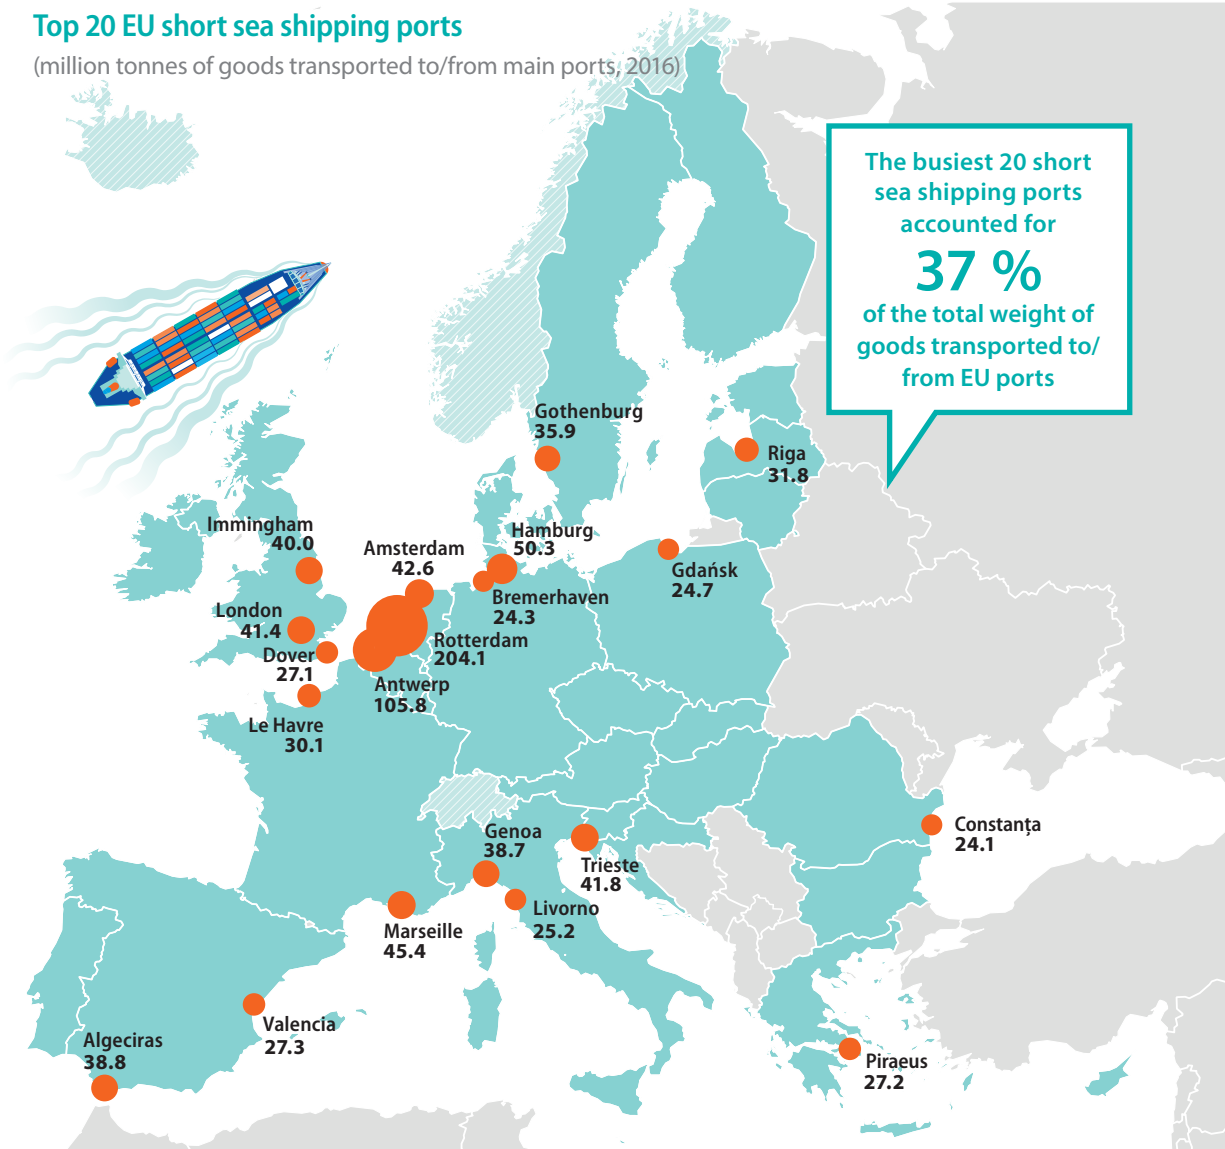 Top 20 EU short sea shipping ports
(million tonnes of goods transported to/from main ports, 2016)
The busiest 20 short
sea shipping ports
accounted for
37 %
of the total weight of
goods transported to/
from EU ports
Gothenburg
35.9
Riga
31.8
Immingham
40.0
Hamburg
50.3
Amsterdam
42.6
Gdańsk
24.7
Bremerhaven
24.3
London
41.4
Rotterdam
204.1
Dover
27.1
Antwerp
105.8
Le Havre
30.1
Constanța
24.1
Genoa
38.7
Trieste
41.8
Livorno
25.2
Marseille
45.4
Valencia
27.3
Algeciras
38.8
Piraeus
27.2